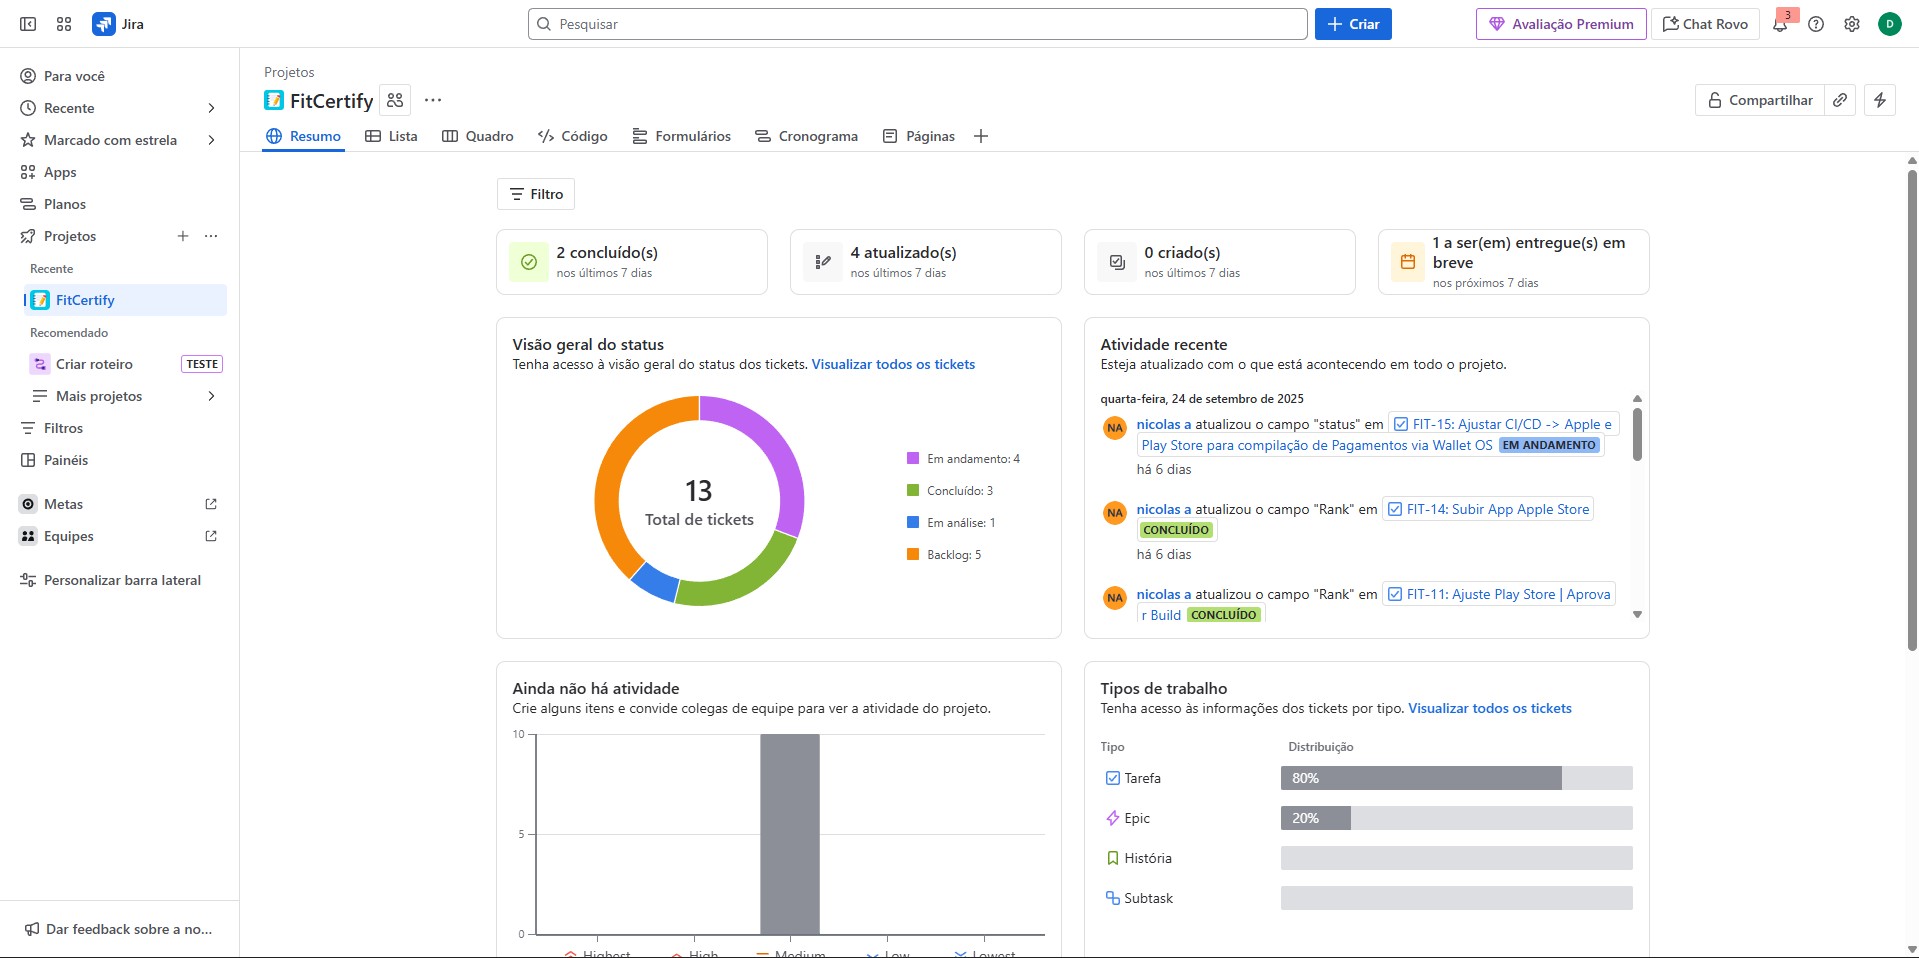 Jira
Pesquisar
Criar
Avaliação Premium
Chat Rovo
3
D
Para você
Recente
Marcado com estrela
Apps
Planos
Projetos
Recente
FitCertify
Recomendado
Criar roteiro
TESTE
Mais projetos
Filtros
Painéis
Metas
Equipes
Personalizar barra lateral
Dar feedback sobre a no...
Projetos
FitCertify
Compartilhar
Resumo
Lista
Quadro
Código
Formulários
Cronograma
Páginas
Filtro
2 concluído(s)
nos últimos 7 dias
4 atualizado(s)
nos últimos 7 dias
0 criado(s)
nos últimos 7 dias
1 a ser(em) entregue(s) em
breve
nos próximos 7 dias
Visão geral do status
Tenha acesso à visão geral do status dos tickets. Visualizar todos os tickets
13
Total de tickets
Em andamento: 4
Concluído: 3
Em análise: 1
Backlog: 5
Atividade recente
Esteja atualizado com o que está acontecendo em todo o projeto.
quarta-feira, 24 de setembro de 2025
NA
nicolas a atualizou o campo "status" em FIT-15: Ajustar CI/CD -> Apple e
Play Store para compilação de Pagamentos via Wallet OS EM ANDAMENTO
há 6 dias
NA
nicolas a atualizou o campo "Rank" em FIT-14: Subir App Apple Store
CONCLUÍDO
há 6 dias
NA
nicolas a atualizou o campo "Rank" em FIT-11: Ajuste Play Store | Aprova
r Build CONCLUÍDO
Ainda não há atividade
Crie alguns itens e convide colegas de equipe para ver a atividade do projeto.
10
5
0
Highest
High
Medium
Low
Lowest
Tipos de trabalho
Tenha acesso às informações dos tickets por tipo. Visualizar todos os tickets
Tipo
Distribuição
Tarefa
80%
Epic
20%
História
Subtask